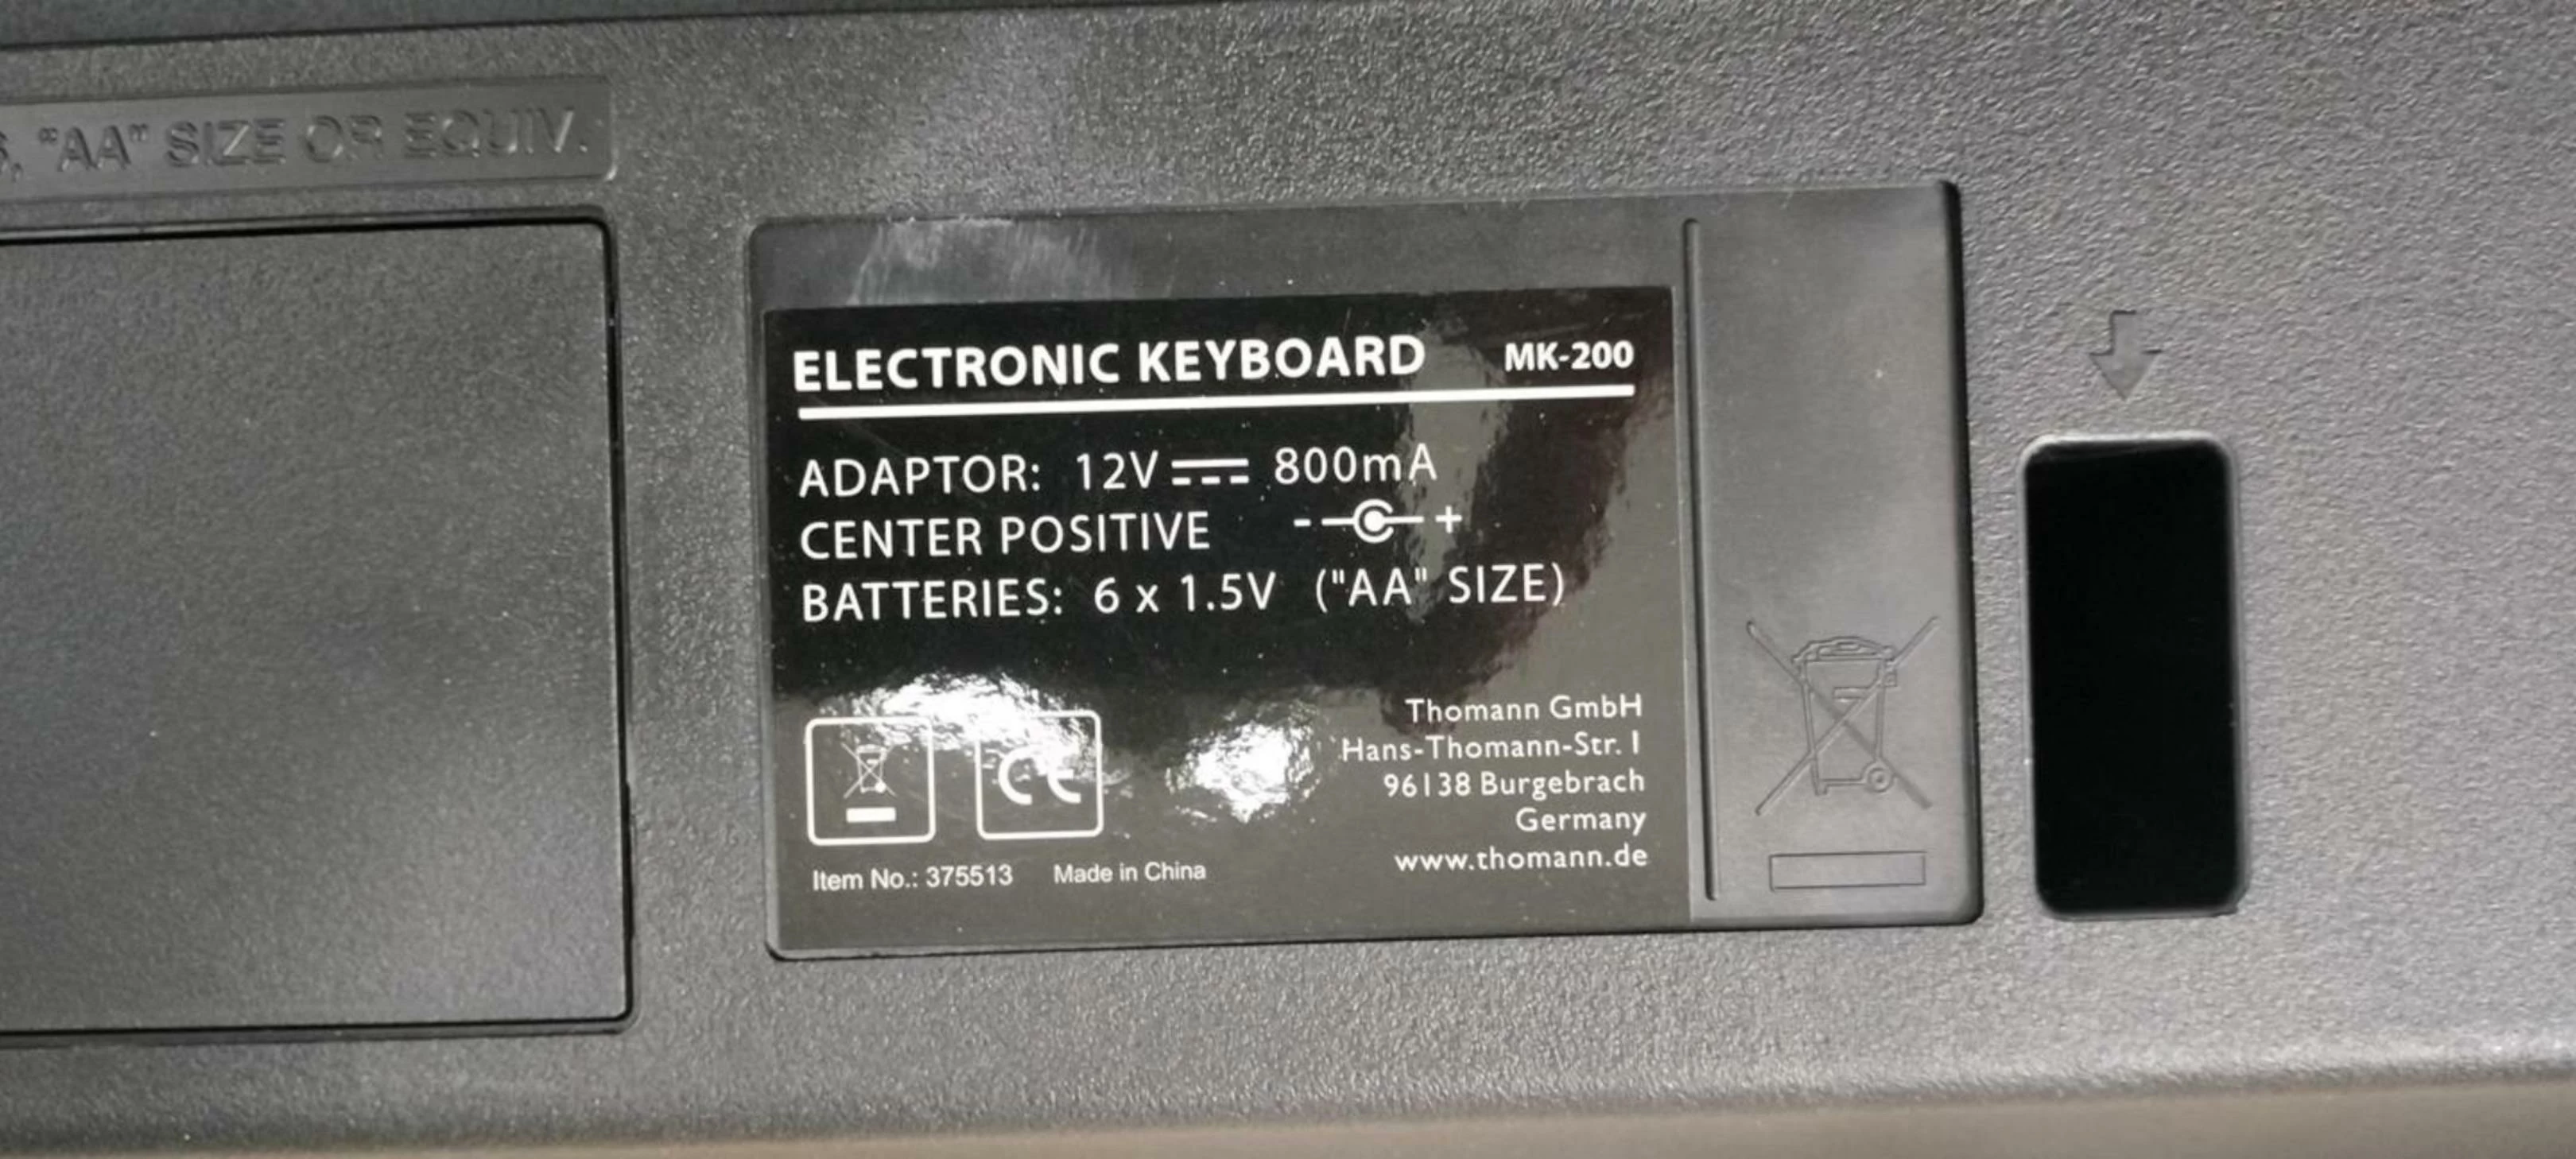 "AA" SIZE OR EQUIV.
ELECTRONIC KEYBOARD MK-200
ADAPTOR: 12V 800mA
CENTER POSITIVE - +
BATTERIES: 6 x 1.5V ("AA" SIZE)
CE
Thomann GmbH
Hans-Thomann-Str. 1
96138 Burgebrach
Germany
www.thomann.de
Item No.: 375513 Made in China